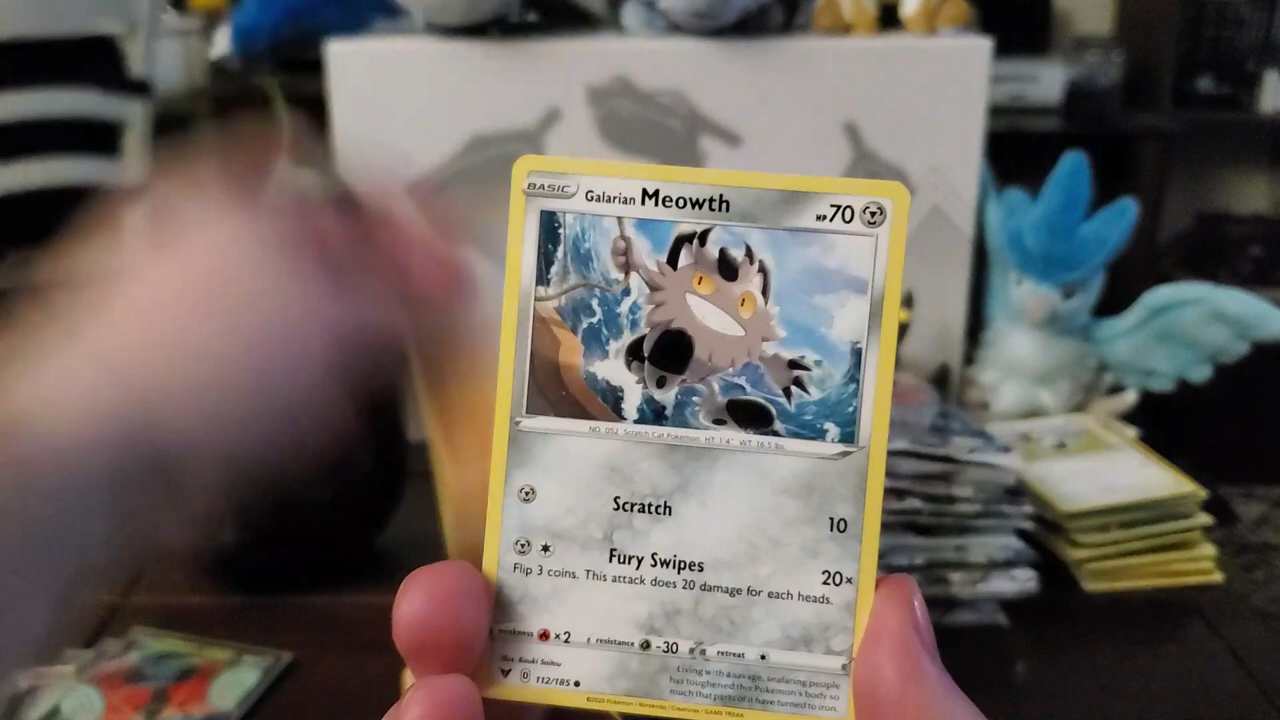 BASIC Galarian Meowth HP 70
NO. 052 Scratch Cat Pokémon HT: 1'4" WT: 16.5 lbs.
Scratch 10
Fury Swipes 20×
Flip 3 coins. This attack does 20 damage for each heads.
weakness ×2 resistance -30 retreat
Illus. Kouki Saitou
D 112/185
Living with a savage, seafaring people
has toughened this Pokémon's body so
much that parts of it have turned to iron.
©2020 Pokémon / Nintendo / Creatures / GAME FREAK